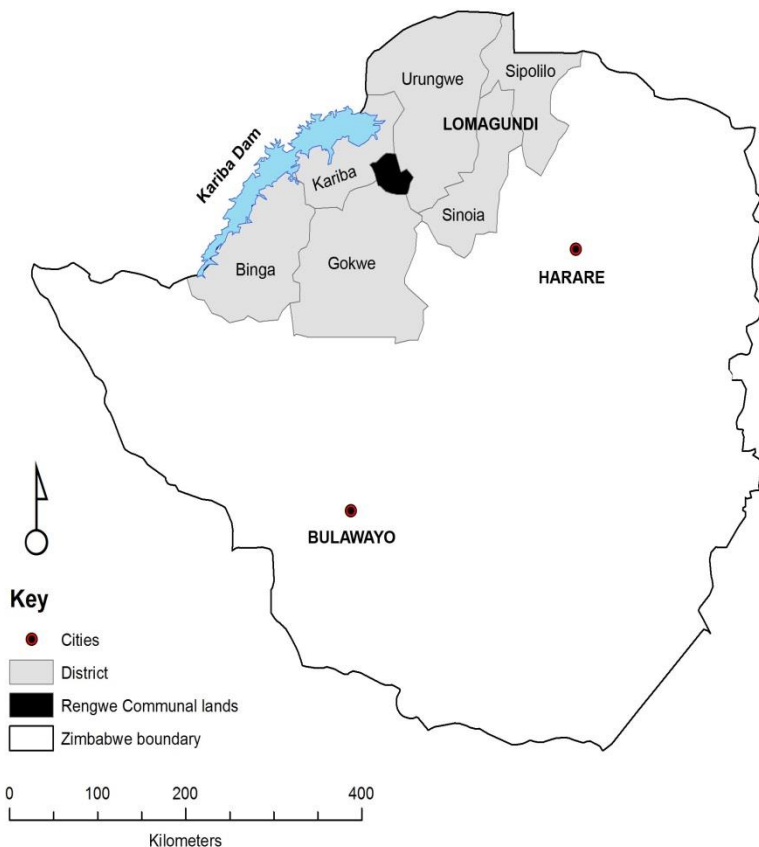 Urungwe
Sipolilo
LOMAGUNDI
Kariba Dam
Kariba
Sinoia
Binga
Gokwe
HARARE
BULAWAYO
Key
Cities
District
Rengwe Communal lands
Zimbabwe boundary
0 100 200 400
Kilometers